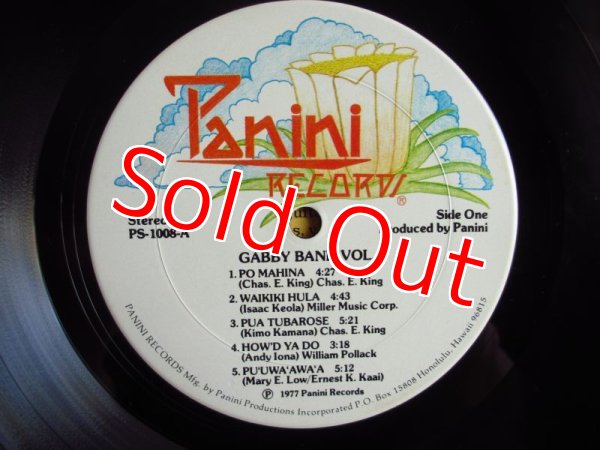 Panini
RECORDS®
Stereo
PS-1008-A
Side One
Produced by Panini
GABBY BAND VOL
1. PO MAHINA 4:27
(Chas. E. King) Chas. E. King
2. WAIKIKI HULA 4:43
(Isaac Keola) Miller Music Corp.
3. PUA TUBAROSE 5:21
(Kimo Kamana) Chas. E. King
4. HOW'D YA DO 3:18
(Andy Iona) William Pollack
5. PU'UWA'AWA'A 5:12
(Mary E. Low/Ernest K. Kaai)
℗ 1977 Panini Records
PANINI RECORDS Mfg. by Panini Productions Incorporated P.O. Box 15808 Honolulu, Hawaii 96815
Sold Out